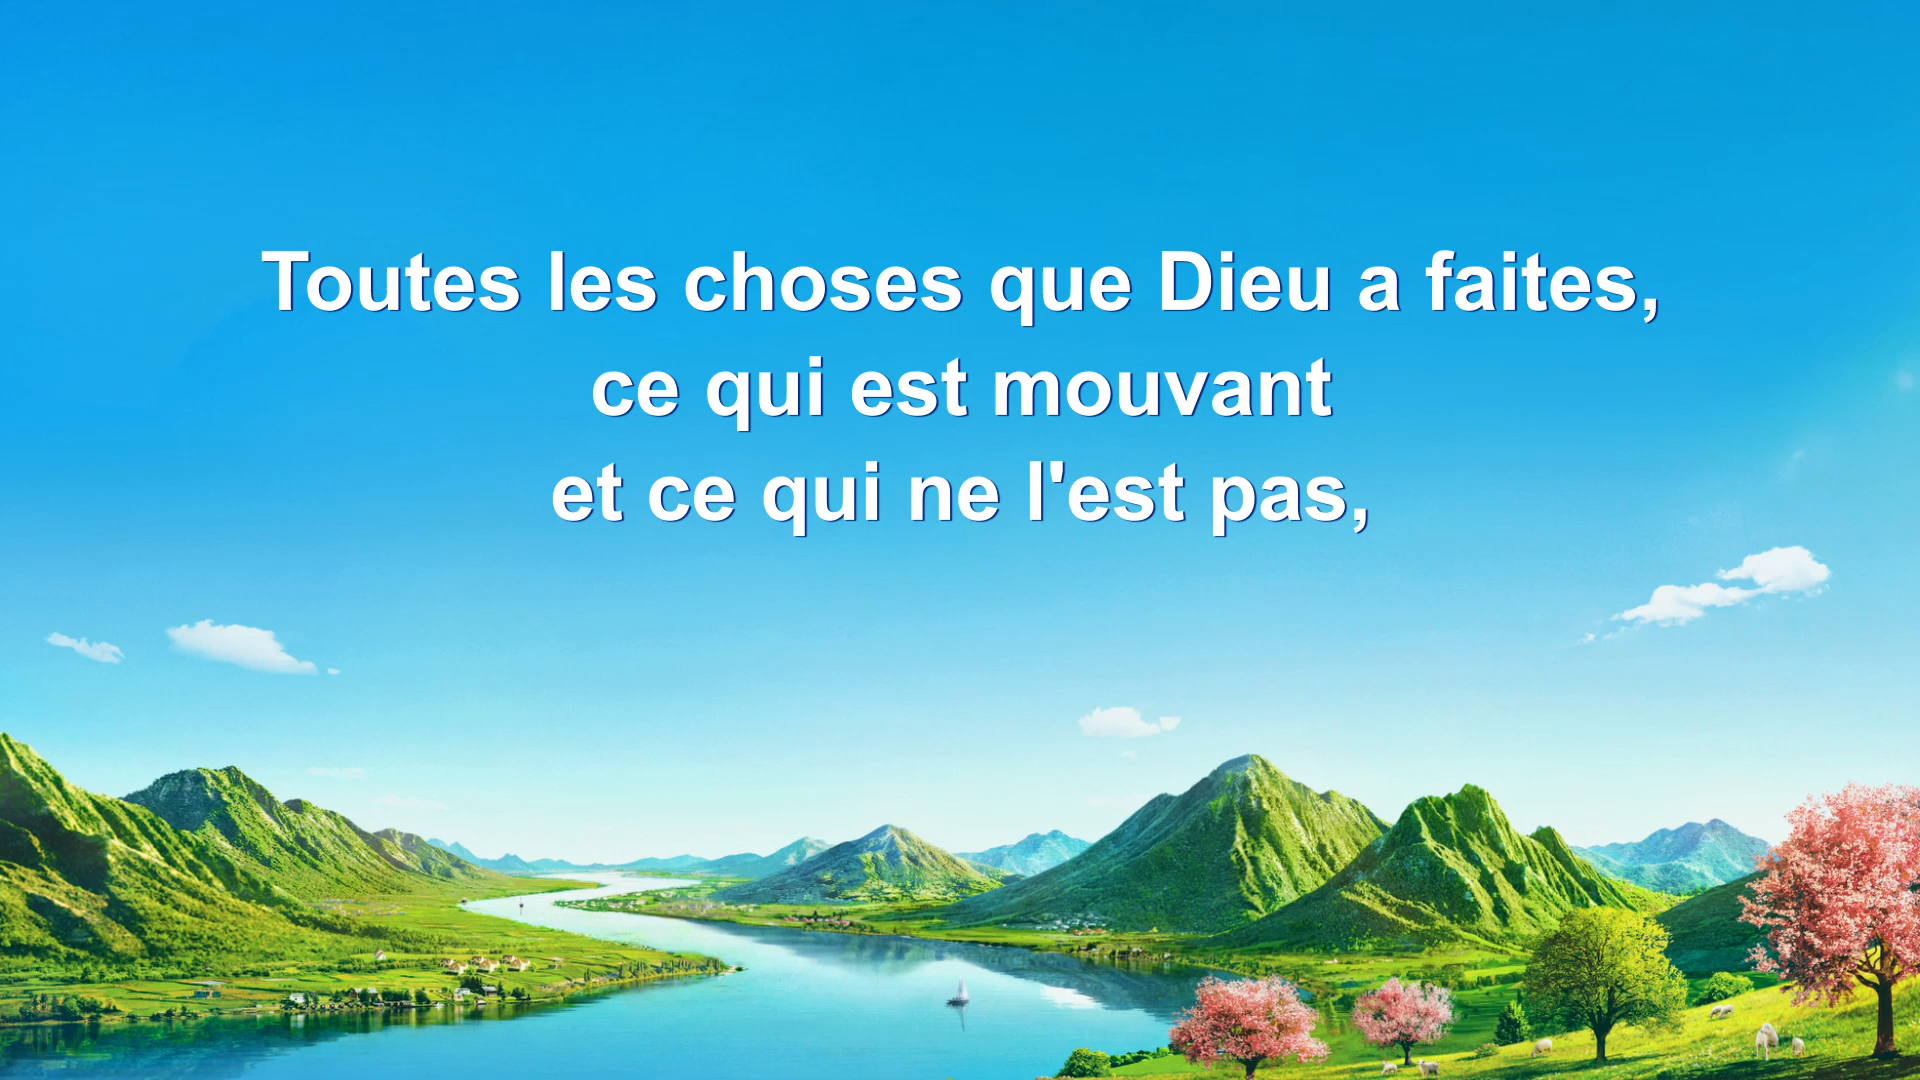 Toutes les choses que Dieu a faites,
ce qui est mouvant
et ce qui ne l'est pas,